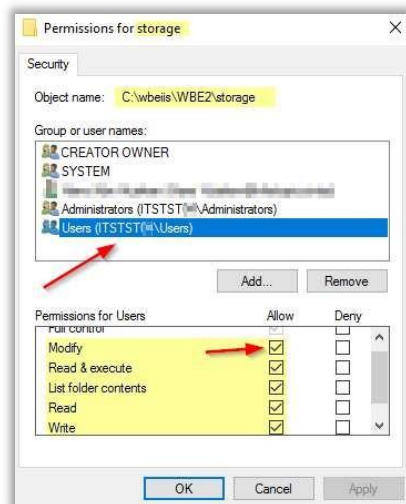 Permissions for storage
Security
Object name: C:\wbeiis\WBE2\storage
Group or user names:
CREATOR OWNER
SYSTEM
Administrators (ITSTST\Administrators)
Users (ITSTST\Users)
Add... Remove
Permissions for Users Allow Deny
Full control
Modify
Read & execute
List folder contents
Read
Write
OK Cancel Apply